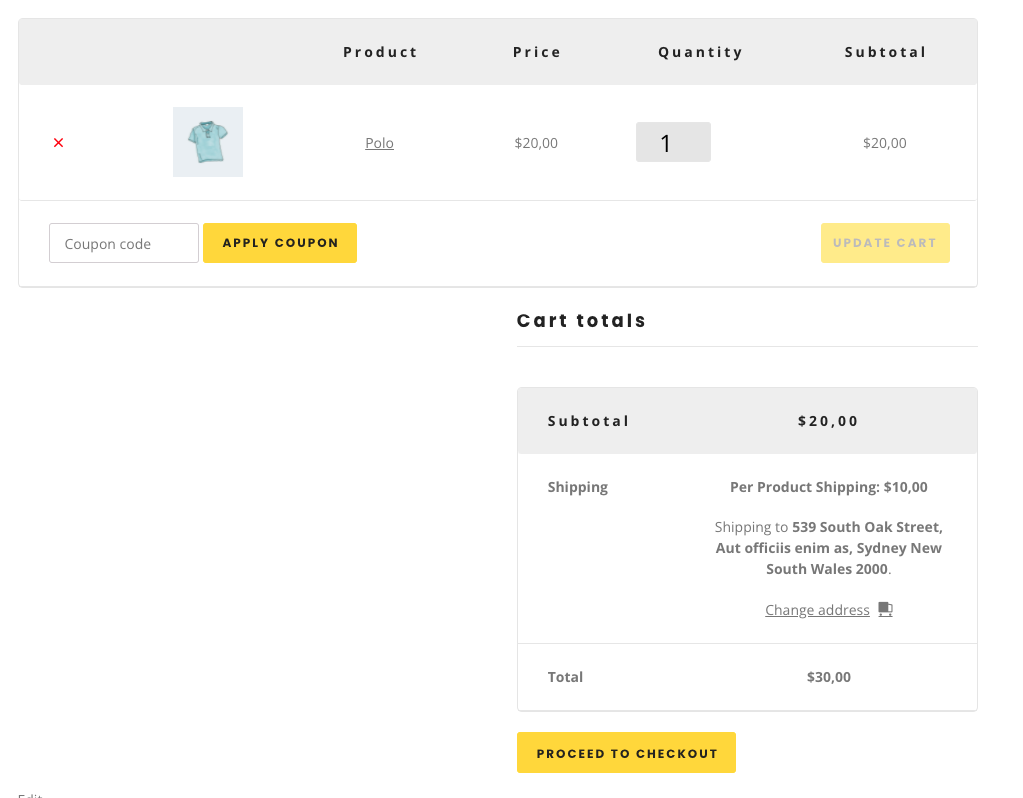 Product Price Quantity Subtotal
× Polo $20,00 1 $20,00
Coupon code APPLY COUPON UPDATE CART
Cart totals
Subtotal $20,00
Shipping Per Product Shipping: $10,00
Shipping to 539 South Oak Street,
Aut officiis enim as, Sydney New
South Wales 2000.
Change address
Total $30,00
PROCEED TO CHECKOUT
Edit